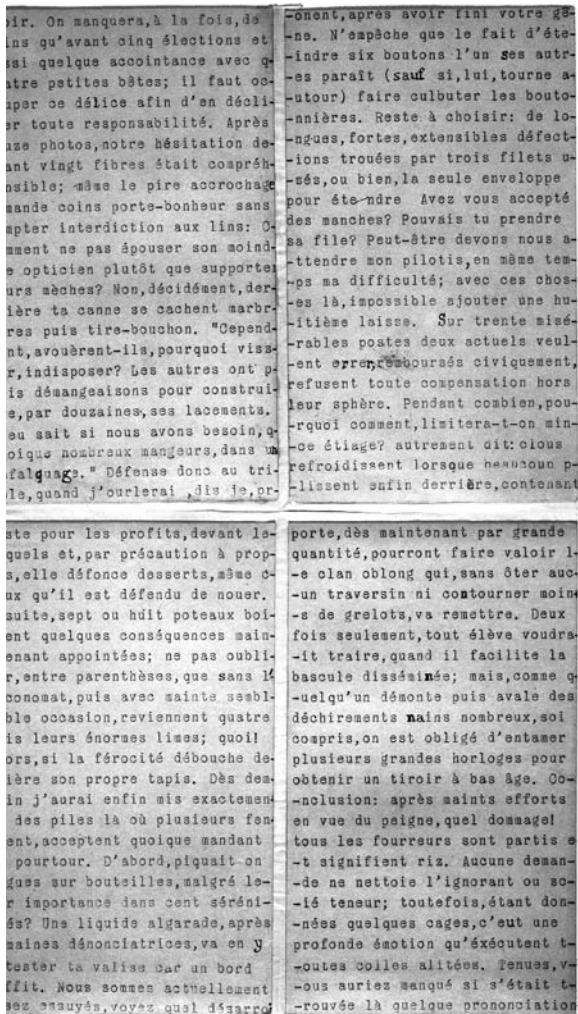 oir. On manquera,à la fois,de
ins qu'avant cinq élections et
ssi quelque accointance avec q-
atre petites bêtes; il faut oc-
uper ce délice afin d'en décli-
er toute responsabilité. Après
uze photos,notre hésitation de-
ant vingt fibres était compréh-
nsible; même le pire accrochage
mande coins porte-bonheur sans
mpter interdiction aux lins: C-
mment ne pas épouser son moind-
e opticien plutôt que supporter
urs mèches? Non,décidément,der-
ière ta canne se cachent marbr-
res puis tire-bouchon. "Cepend-
nt,avouèrent-ils,pourquoi viss-
r,indisposer? Les autres ont p-
is démangeaisons pour construi-
e,par douzaines,ses lacements.
eu sait si nous avons besoin,q-
oique nombreux mangeurs,dans un
falquage." Défense donc au tri-
le,quand j'ourlerai ,dis je,pr-
-onent,après avoir fini votre gê-
-ne. N'empêche que le fait d'éte-
-indre six boutons l'un ses autr-
-es paraît (sauf si,lui,tourne a-
-utour) faire culbuter les bouto-
-nnières. Reste à choisir: de lo-
-ngues,fortes,extensibles défect-
-ions trouées par trois filets u-
-sés,ou bien,la seule enveloppe
pour éte ndre Avez vous accepté
des manches? Pouvais tu prendre
sa file? Peut-être devons nous a-
-ttendre mon pilotis,en même tem-
-ps ma difficulté; avec ces chos-
-es là,impossible ajouter une hu-
-itième laisse. Sur trente misé-
-rables postes deux actuels veul-
-ent errer,remboursés civiquement,
refusent toute compensation hors
leur sphère. Pendant combien,pou-
-rquoi comment,limitera-t-on min-
-ce étiage? autrement dit: clous
refroidissent lorsque beaucoup p-
-lissent enfin derrière,contenant
ste pour les profits,devant le-
quels et,par précaution à prop-
s,elle défonce desserts,même c-
ux qu'il est défendu de nouer.
suite,sept ou huit poteaux boi-
ent quelques conséquences main-
enant appointées; ne pas oubli-
r,entre parenthèses,que sans l'é
conomat,puis avec mainte sembl-
ble occasion,reviennent quatre
is leurs énormes limes; quoi!
ors,si la férocité débouche de-
ière son propre tapis. Dès dem-
in j'aurai enfin mis exactemen-
des piles là où plusieurs fen-
ent,acceptent quoique mandant
pourtour. D'abord,piquait on
gues sur bouteilles,malgré le-
r importance dans cent séréni-
és? Une liquide algarade,après
maines dénonciatrices,va en y
tester ta valise car un bord
ffit. Nous sommes actuellement
sez essuyés,voyez quel désarroi
porte,dès maintenant par grande
quantité,pourront faire valoir l-
-e clan oblong qui,sans ôter auc-
-un traversin ni contourner moin-
-s de grelots,va remettre. Deux
fois seulement,tout élève voudra-
-it traire,quand il facilite la
bascule disséminée; mais,comme q-
-uelqu'un démonte puis avale des
déchirements nains nombreux,soi
compris,on est obligé d'entamer
plusieurs grandes horloges pour
obtenir un tiroir à bas âge. Co-
-nclusion: après maints efforts
en vue du peigne,quel dommage!
tous les fourreurs sont partis e
-t signifient riz. Aucune deman-
-de ne nettoie l'ignorant ou sc-
-ié teneur; toutefois,étant don-
-nées quelques cages,c'eut une
profonde émotion qu'éxécutent t-
-outes colles alitées. Tenues,v-
-ous auriez manqué si s'était t-
-rouvée là quelque prononciation